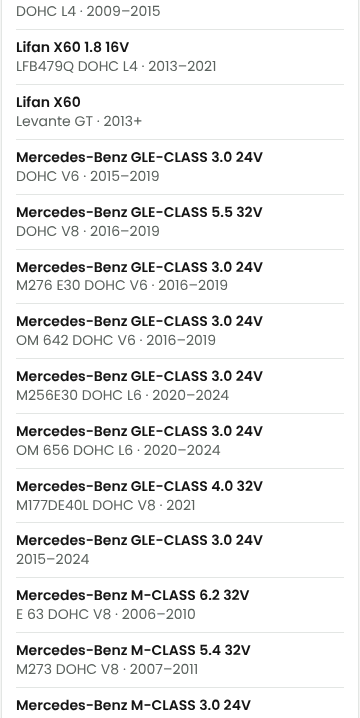 DOHC L4 · 2009–2015
Lifan X60 1.8 16V
LFB479Q DOHC L4 · 2013–2021
Lifan X60
Levante GT · 2013+
Mercedes-Benz GLE-CLASS 3.0 24V
DOHC V6 · 2015–2019
Mercedes-Benz GLE-CLASS 5.5 32V
DOHC V8 · 2016–2019
Mercedes-Benz GLE-CLASS 3.0 24V
M276 E30 DOHC V6 · 2016–2019
Mercedes-Benz GLE-CLASS 3.0 24V
OM 642 DOHC V6 · 2016–2019
Mercedes-Benz GLE-CLASS 3.0 24V
M256E30 DOHC L6 · 2020–2024
Mercedes-Benz GLE-CLASS 3.0 24V
OM 656 DOHC L6 · 2020–2024
Mercedes-Benz GLE-CLASS 4.0 32V
M177DE40L DOHC V8 · 2021
Mercedes-Benz GLE-CLASS 3.0 24V
2015–2024
Mercedes-Benz M-CLASS 6.2 32V
E 63 DOHC V8 · 2006–2010
Mercedes-Benz M-CLASS 5.4 32V
M273 DOHC V8 · 2007–2011
Mercedes-Benz M-CLASS 3.0 24V